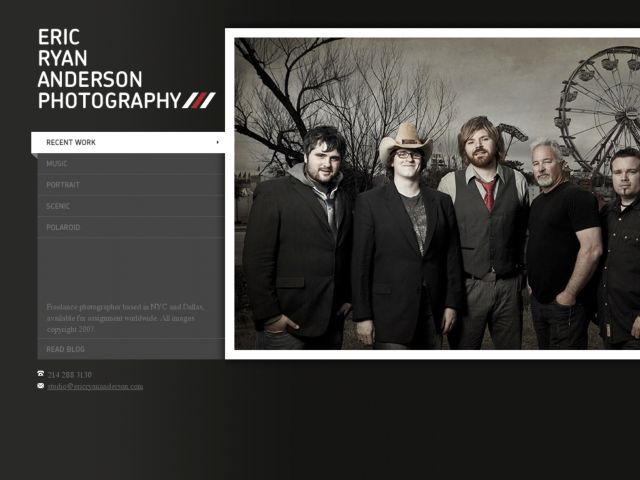 ERIC
RYAN
ANDERSON
PHOTOGRAPHY
RECENT WORK
MUSIC
PORTRAIT
SCENIC
POLAROID
Freelance photographer based in NYC and Dallas,
available for assignment worldwide. All images
copyright 2007.
READ BLOG
214 288 3130
studio@ericryananderson.com